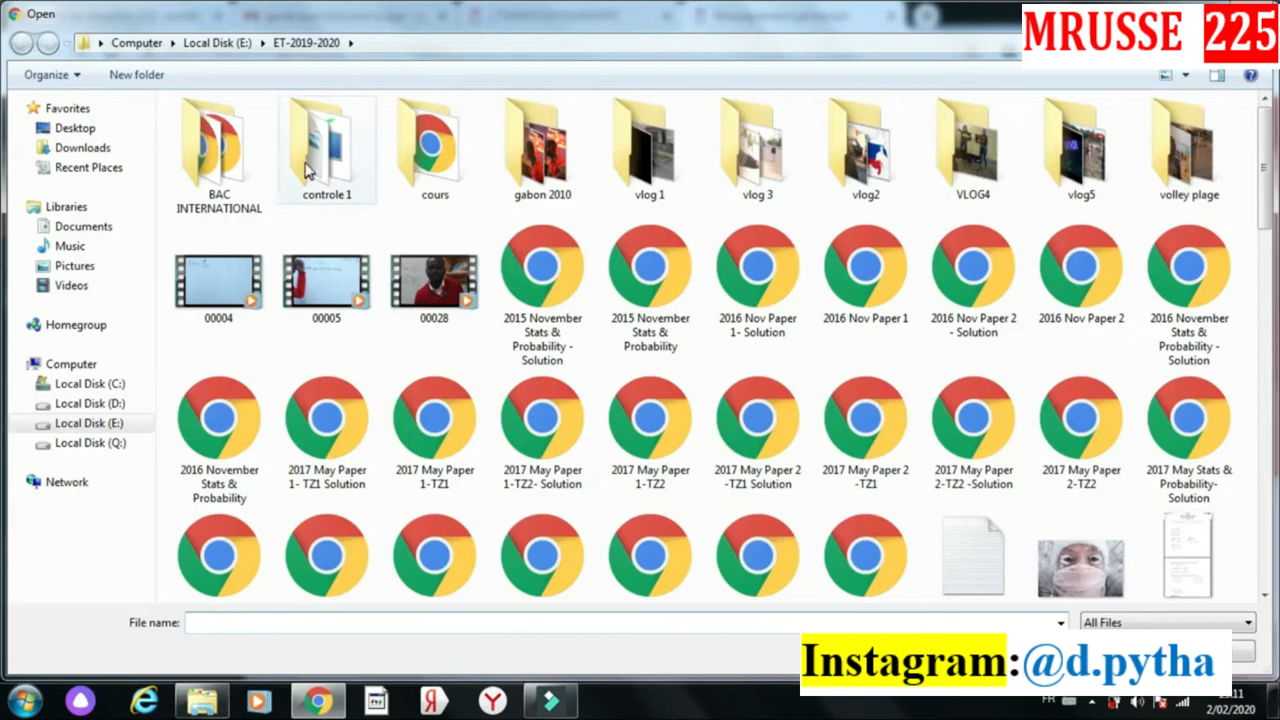 Open
MRUSSE 225
Computer
Local Disk (E:)
ET-2019-2020
Organize
New folder
Favorites
Desktop
Downloads
Recent Places
Libraries
Documents
Music
Pictures
Videos
Homegroup
Computer
Local Disk (C:)
Local Disk (D:)
Local Disk (E:)
Local Disk (Q:)
Network
BAC
INTERNATIONAL
controle 1
cours
gabon 2010
vlog 1
vlog 3
vlog2
VLOG4
vlog5
volley plage
00004
00005
00028
2015 November
Stats &
Probability -
Solution
2015 November
Stats &
Probability
2016 Nov Paper
1- Solution
2016 Nov Paper 1
2016 Nov Paper 2
- Solution
2016 Nov Paper 2
2016 November
Stats &
Probability -
Solution
2016 November
Stats &
Probability
2017 May Paper
1- TZ1 Solution
2017 May Paper
1-TZ1
2017 May Paper
1-TZ2- Solution
2017 May Paper
1-TZ2
2017 May Paper 2
-TZ1 Solution
2017 May Paper 2
-TZ1
2017 May Paper
2-TZ2 -Solution
2017 May Paper
2-TZ2
2017 May Stats &
Probability-
Solution
File name:
All Files
Instagram:@d.pytha
FR
2/02/2020